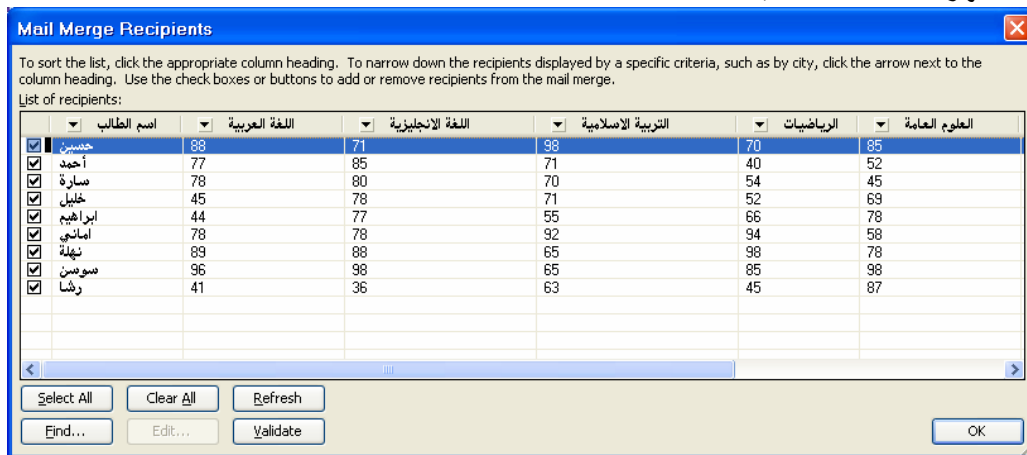 Mail Merge Recipients
To sort the list, click the appropriate column heading. To narrow down the recipients displayed by a specific criteria, such as by city, click the arrow next to the
column heading. Use the check boxes or buttons to add or remove recipients from the mail merge.
List of recipients:
اسم الطالب اللغة العربية اللغة الانجليزية التربية الاسلامية الرياضيات العلوم العامة
حسين 88 71 98 70 85
أحمد 77 85 71 40 52
سارة 78 80 70 54 45
خليل 45 78 71 52 69
ابراهيم 44 77 55 66 78
اماني 78 78 92 94 58
نهلة 89 88 65 98 78
سوسن 96 98 65 85 98
رشا 41 36 63 45 87
Select All Clear All Refresh
Find... Edit... Validate OK